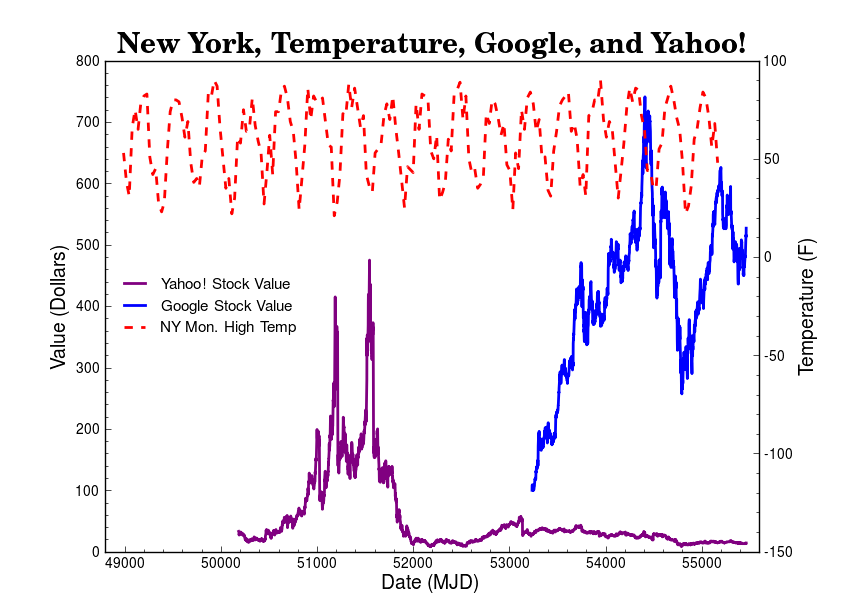 New York, Temperature, Google, and Yahoo!
800
700
600
500
400
300
200
100
0
Value (Dollars)
Yahoo! Stock Value
Google Stock Value
NY Mon. High Temp
100
50
0
-50
-100
-150
Temperature (F)
49000 50000 51000 52000 53000 54000 55000
Date (MJD)